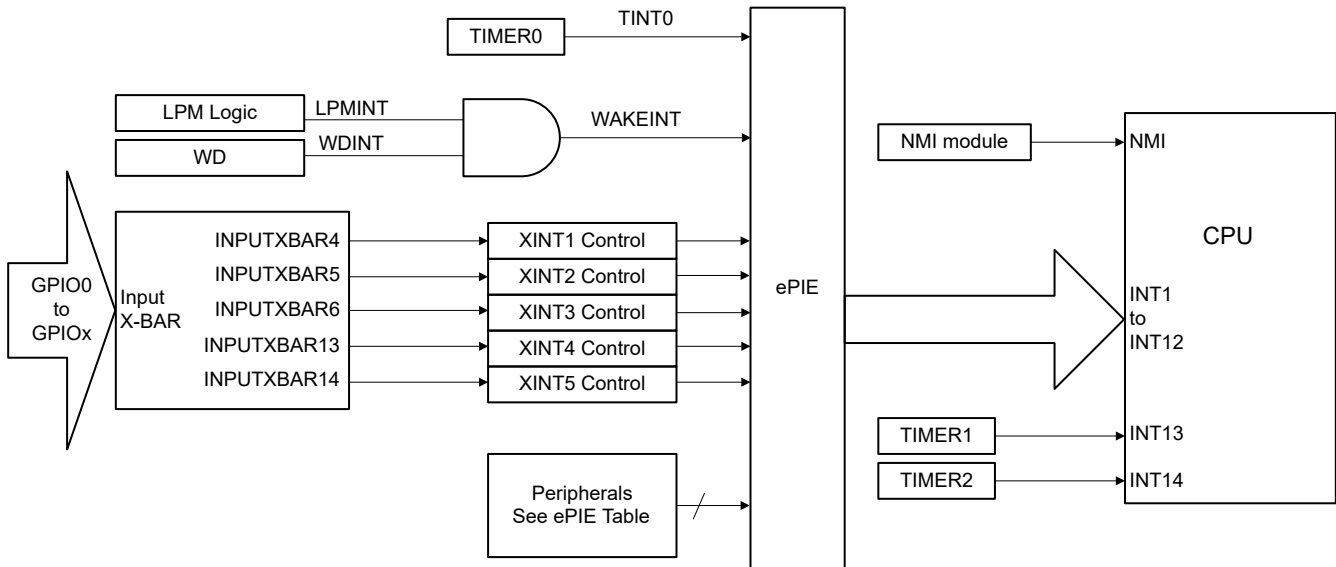 TINT0
TIMER0
LPM Logic
LPMINT
WD
WDINT
WAKEINT
GPIO0
to
GPIOx
Input
X-BAR
INPUTXBAR4
INPUTXBAR5
INPUTXBAR6
INPUTXBAR13
INPUTXBAR14
XINT1 Control
XINT2 Control
XINT3 Control
XINT4 Control
XINT5 Control
Peripherals
See ePIE Table
ePIE
NMI module
NMI
CPU
INT1
to
INT12
TIMER1
INT13
TIMER2
INT14